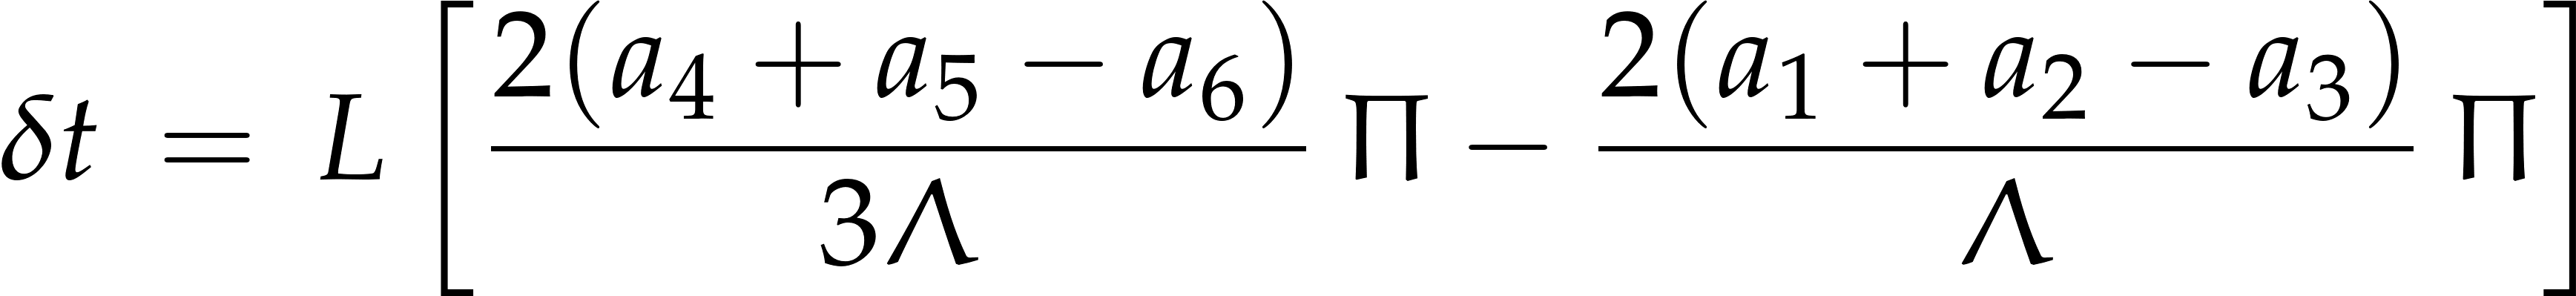 δt = L [ 2(a₄ + a₅ − a₆) / 3Λ Π − 2(a₁ + a₂ − a₃) / Λ Π ]